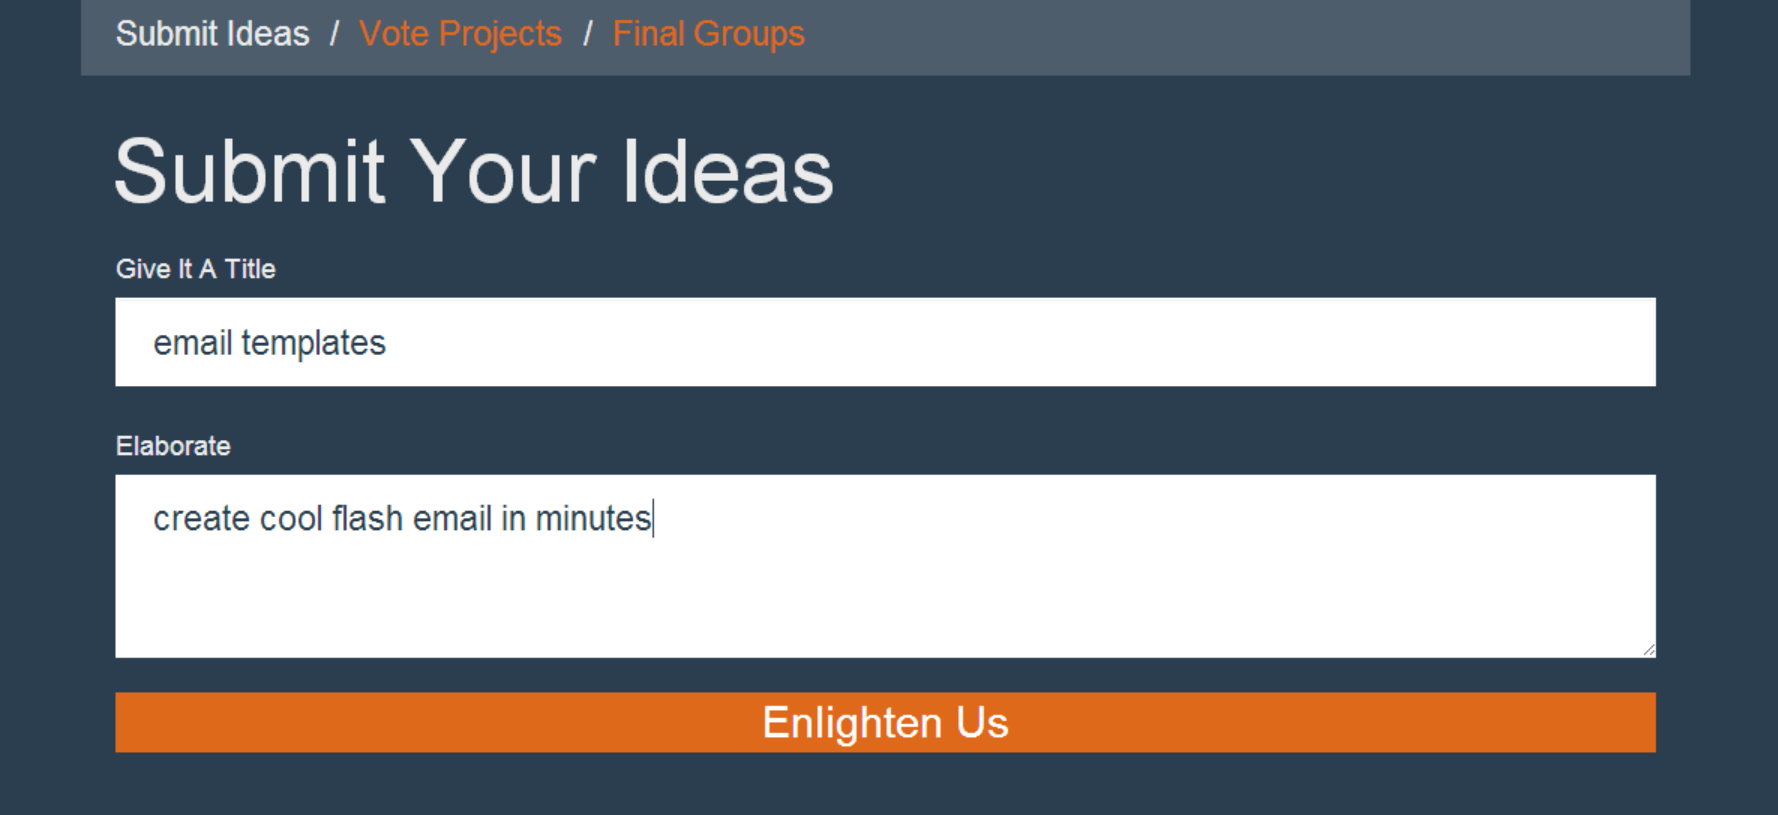 Submit Ideas / Vote Projects / Final Groups
Submit Your Ideas
Give It A Title
email templates
Elaborate
create cool flash email in minutes
Enlighten Us